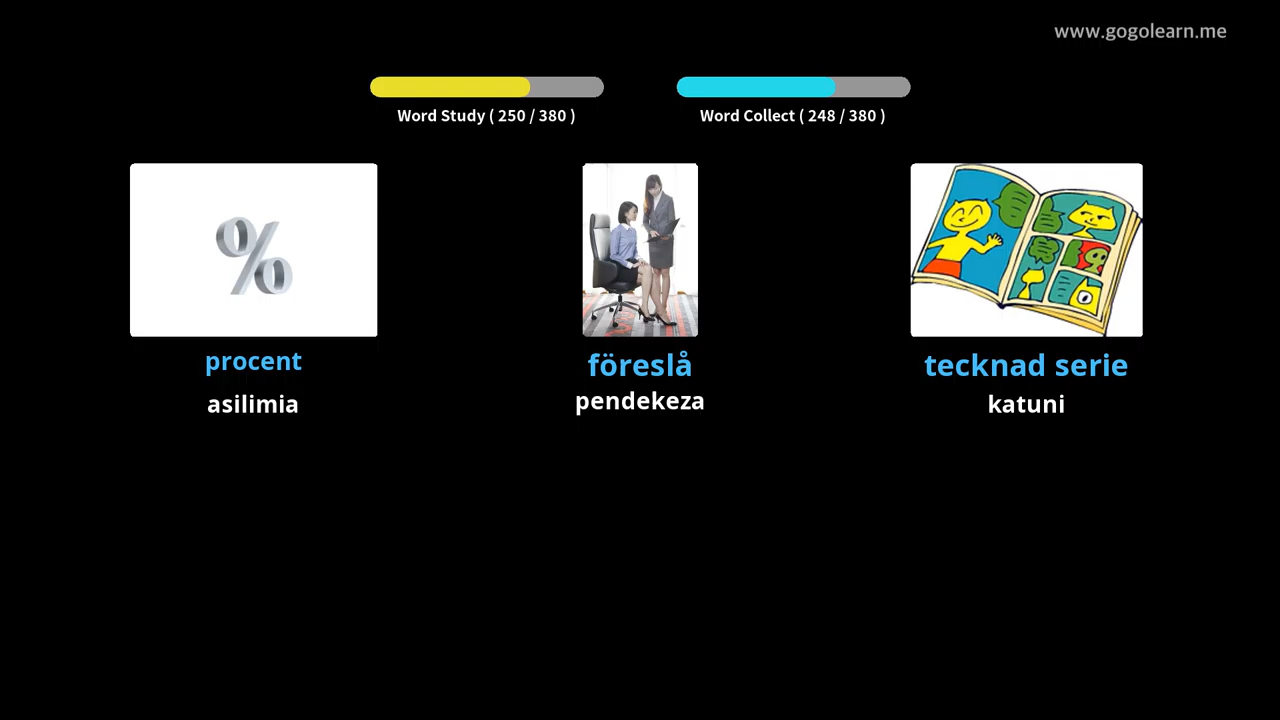 www.gogolearn.me
Word Study ( 250 / 380 )
Word Collect ( 248 / 380 )
procent
föreslå
tecknad serie
asilimia
pendekeza
katuni